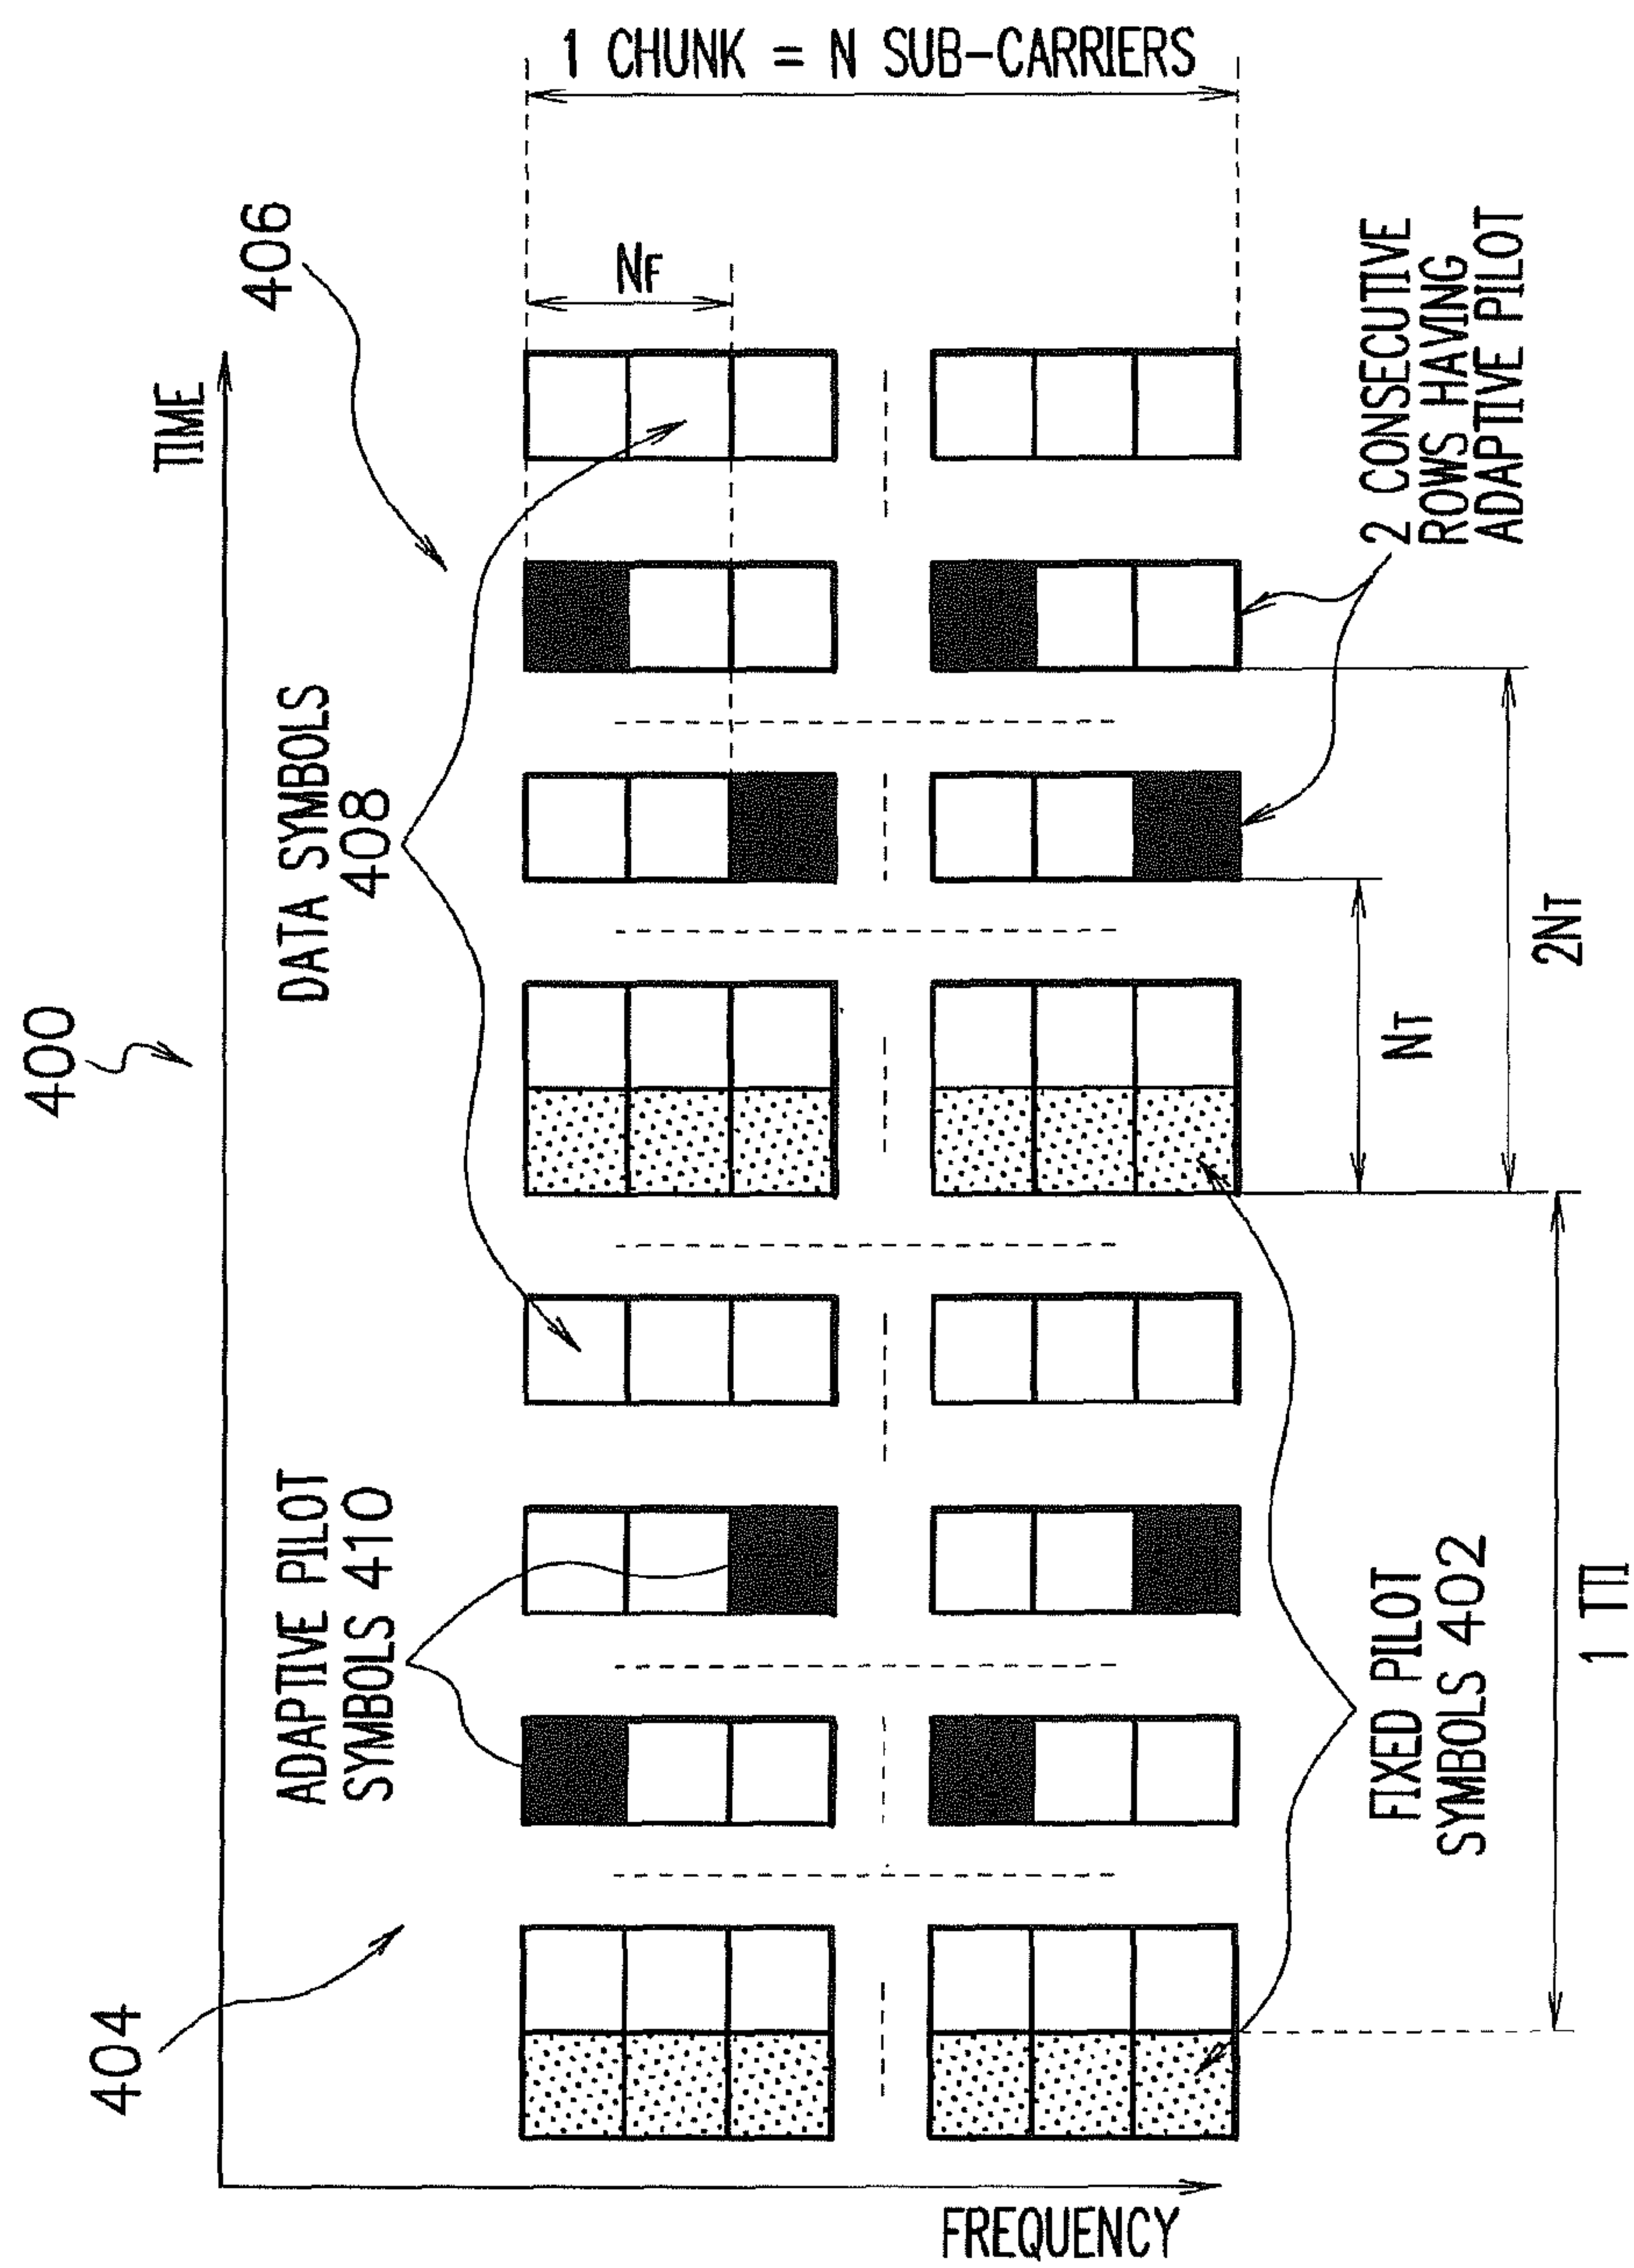 400
404
406
TIME
FREQUENCY
ADAPTIVE PILOT
SYMBOLS 410
DATA SYMBOLS
408
1 CHUNK = N SUB-CARRIERS
NF
2 CONSECUTIVE
ROWS HAVING
ADAPTIVE PILOT
FIXED PILOT
SYMBOLS 402
NT
2NT
1 TTI